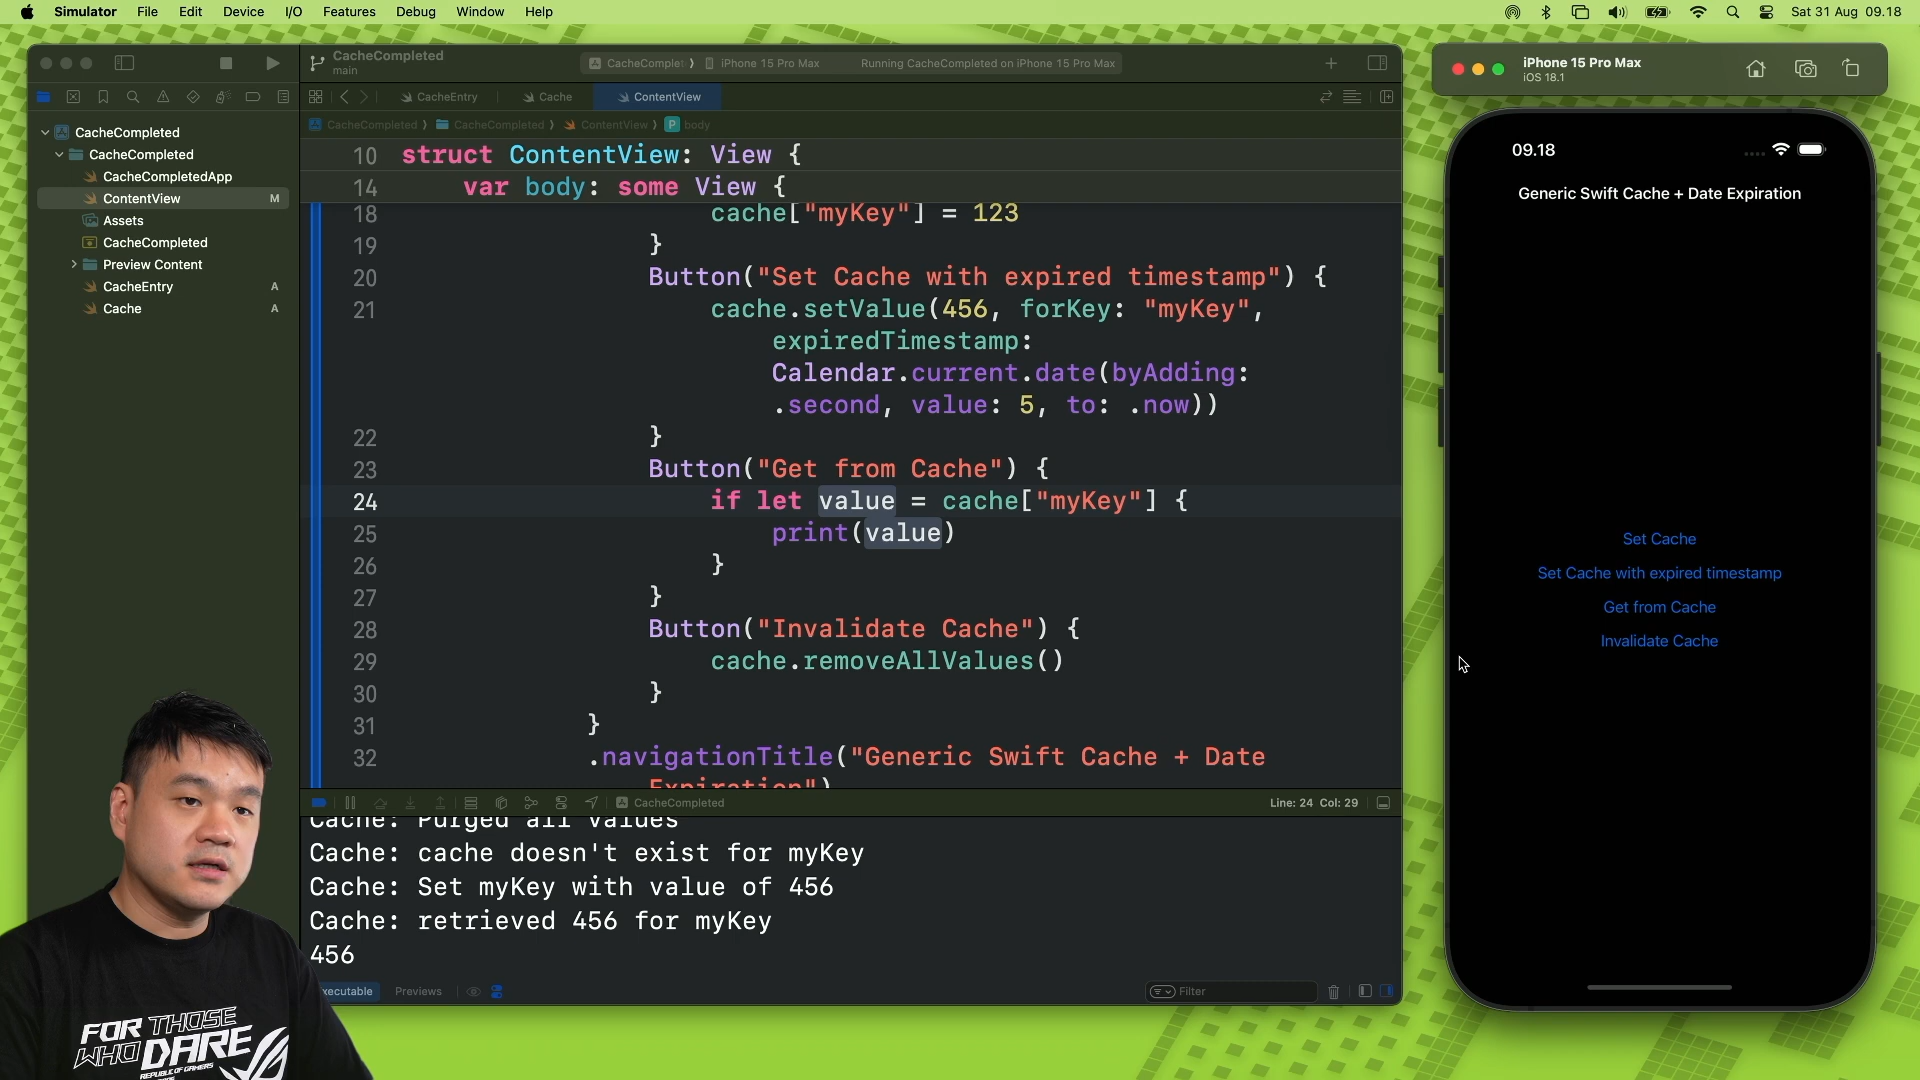 Simulator File Edit View Device I/O Features Debug Window Help
Sat 31 Aug 09.18
CacheCompleted
main
CacheComplet
iPhone 15 Pro Max
Running CacheCompleted on iPhone 15 Pro Max
CacheEntry
Cache
ContentView
CacheCompleted
CacheCompleted
ContentView
P body
CacheCompleted
CacheCompleted
CacheCompletedApp
ContentView M
Assets
CacheCompleted
Preview Content
CacheEntry A
Cache A
10 struct ContentView: View {
14 var body: some View {
18 cache["myKey"] = 123
19 }
20 Button("Set Cache with expired timestamp") {
21 cache.setValue(456, forKey: "myKey",
expiredTimestamp:
Calendar.current.date(byAdding:
.second, value: 5, to: .now))
22 }
23 Button("Get from Cache") {
24 if let value = cache["myKey"] {
25 print(value)
26 }
27 }
28 Button("Invalidate Cache") {
29 cache.removeAllValues()
30 }
31 }
32 .navigationTitle("Generic Swift Cache + Date
Expiration")
CacheCompleted
Line: 24 Col: 29
Cache: Purged all values
Cache: cache doesn't exist for myKey
Cache: Set myKey with value of 456
Cache: retrieved 456 for myKey
456
xecutable
Previews
Filter
iPhone 15 Pro Max
iOS 18.1
09.18
Generic Swift Cache + Date Expiration
Set Cache
Set Cache with expired timestamp
Get from Cache
Invalidate Cache
FOR THOSE
WHO DARE
REPUBLIC OF GAMERS